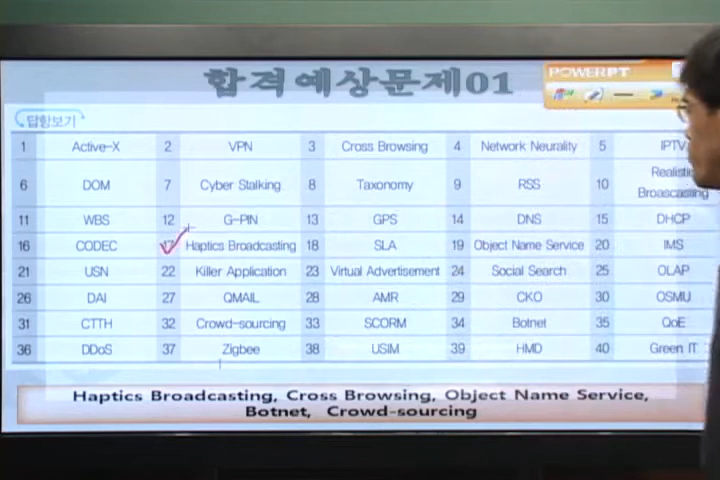 합격예상문제01
POWERPT
답항보기
1 Active-X 2 VPN 3 Cross Browsing 4 Network Neurality 5 IPTV
6 DOM 7 Cyber Stalking 8 Taxonomy 9 RSS 10 Realistic Broascasting
11 WBS 12 G-PIN 13 GPS 14 DNS 15 DHCP
16 CODEC 17 Haptics Broadcasting 18 SLA 19 Object Name Service 20 IMS
21 USN 22 Killer Application 23 Virtual Advertisement 24 Social Search 25 OLAP
26 DAI 27 QMAIL 28 AMR 29 CKO 30 OSMU
31 CTTH 32 Crowd-sourcing 33 SCORM 34 Botnet 35 QoE
36 DDoS 37 Zigbee 38 USIM 39 HMD 40 Green IT
Haptics Broadcasting, Cross Browsing, Object Name Service,
Botnet, Crowd-sourcing